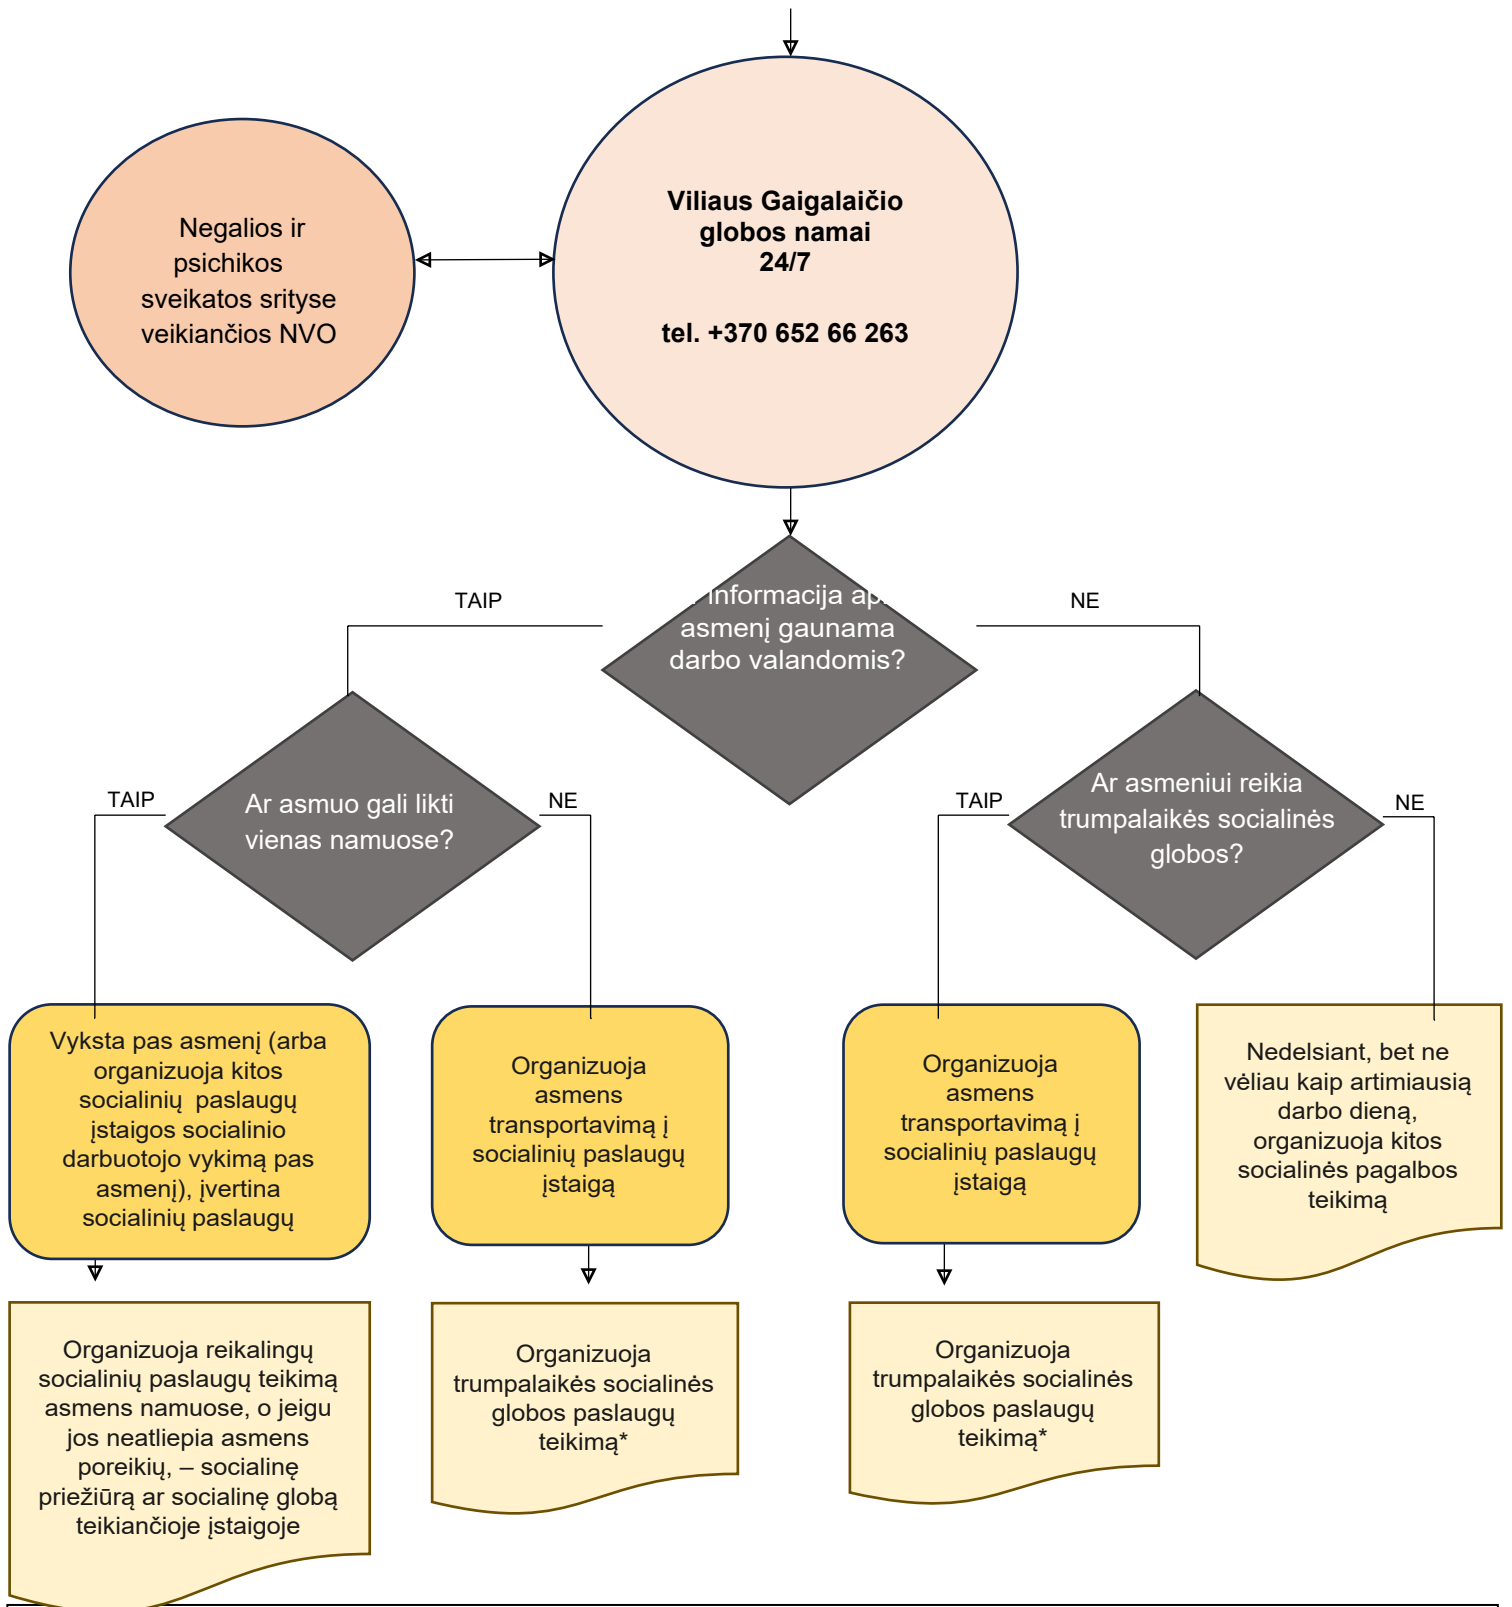 Negalios ir
psichikos
sveikatos srityse
veikiančios NVO
Viliaus Gaigalaičio
globos namai
24/7
tel. +370 652 66 263
TAIP
NE
informacija
asmenį gaunama
darbo valandomis?
TAIP
Ar asmuo gali likti
vienas namuose?
NE
TAIP
Ar asmeniui reikia
trumpalaikės socialinės
globos?
NE
Vyksta pas asmenį (arba
organizuoja kitos
socialinių paslaugų
įstaigos socialinio
darbuotojo vykimą pas
asmenį), įvertina
socialinių paslaugų
Organizuoja
asmens
transportavimą į
socialinių paslaugų
įstaigą
Organizuoja
asmens
transportavimą į
socialinių paslaugų
įstaigą
Nedelsiant, bet ne
vėliau kaip artimiausią
darbo dieną,
organizuoja kitos
socialinės pagalbos
teikimą
Organizuoja reikalingų
socialinių paslaugų teikimą
asmens namuose, o jeigu
jos neatliepia asmens
poreikių, – socialinę
priežiūrą ar socialinę globą
teikiančioje įstaigoje
Organizuoja
trumpalaikės socialinės
globos paslaugų
teikimą*
Organizuoja
trumpalaikės socialinės
globos paslaugų
teikimą*